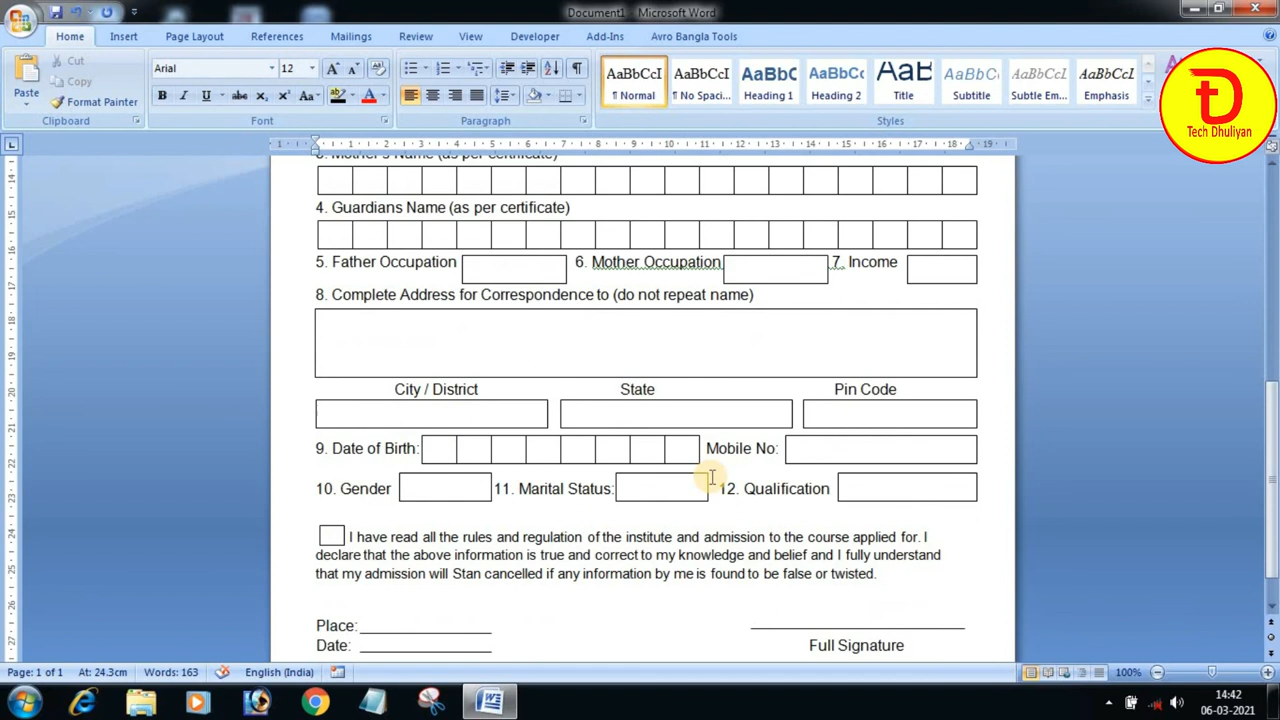 Document1 - Microsoft Word
Home Insert Page Layout References Mailings Review View Developer Add-Ins Avro Bangla Tools
Paste
Cut
Copy
Format Painter
Clipboard
Arial 12
Font
Paragraph
AaBbCcI AaBbCcI AaBbC AaBbCc AaB AaBbCcI AaBbCcI AaBbCcI
¶ Normal ¶ No Spaci... Heading 1 Heading 2 Title Subtitle Subtle Em... Emphasis
Styles
Tech Dhuliyan
3. Mother's Name (as per certificate)
4. Guardians Name (as per certificate)
5. Father Occupation 6. Mother Occupation 7. Income
8. Complete Address for Correspondence to (do not repeat name)
City / District State Pin Code
9. Date of Birth: Mobile No:
10. Gender 11. Marital Status: 12. Qualification
I have read all the rules and regulation of the institute and admission to the course applied for. I
declare that the above information is true and correct to my knowledge and belief and I fully understand
that my admission will Stan cancelled if any information by me is found to be false or twisted.
Place:
Date: Full Signature
Page: 1 of 1 At: 24.3cm Words: 163 English (India) 100%
14:42
06-03-2021